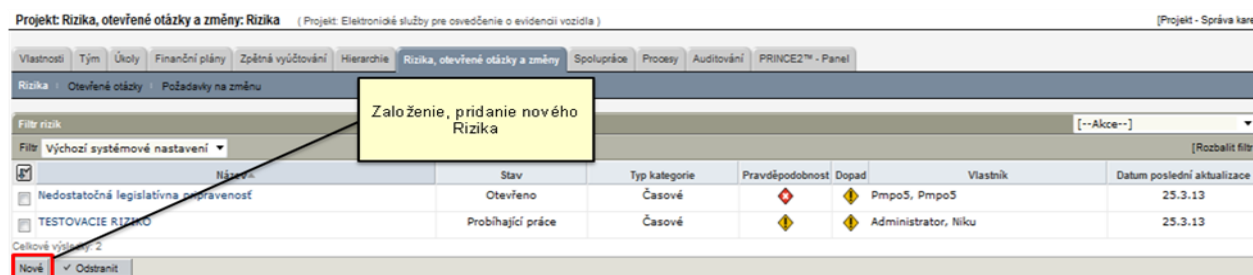 Projekt: Rizika, otevřené otázky a změny: Rizika ( Projekt: Elektronické služby pre osvedčenie o evidencii vozidla ) [Projekt - Správa kare
Vlastnosti Tým Úkoly Finanční plány Zpětná vyúčtování Hierarchie Rizika, otevřené otázky a změny Spolupráce Procesy Auditování PRINCE2™ - Panel
Rizika Otevřené otázky Požadavky na změnu
Založenie, pridanie nového
Rizika
Filtr rizik [--Akce--]
Filtr Výchozí systémové nastavení [Rozbalit filtr
Název Stav Typ kategorie Pravděpodobnost Dopad Vlastník Datum poslední aktualizace
Nedostatočná legislatívna pripravenosť Otevřeno Časové Pmpo5, Pmpo5 25.3.13
TESTOVACIE RIZIKO Probíhající práce Časové Administrator, Niku 25.3.13
Celkové výsledky: 2
Nové Odstranit